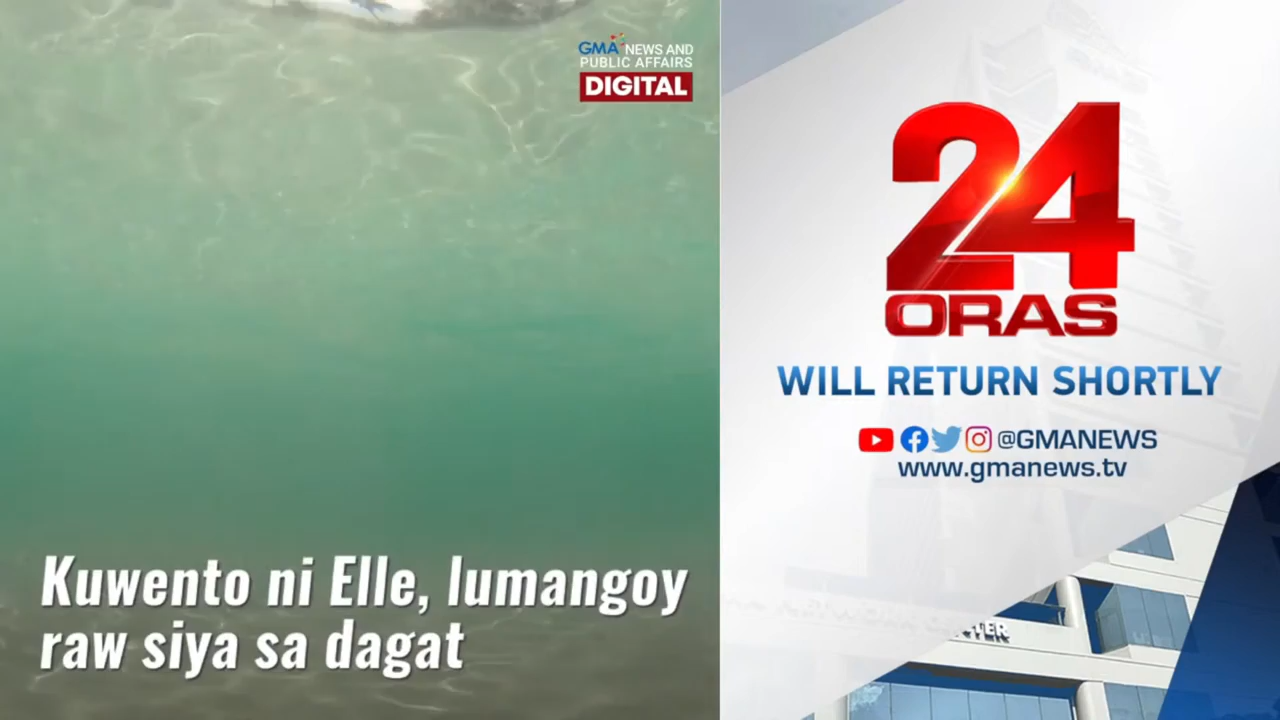 GMA NEWS AND
PUBLIC AFFAIRS
DIGITAL
Kuwento ni Elle, lumangoy
raw siya sa dagat
24
ORAS
WILL RETURN SHORTLY
@GMANEWS
www.gmanews.tv